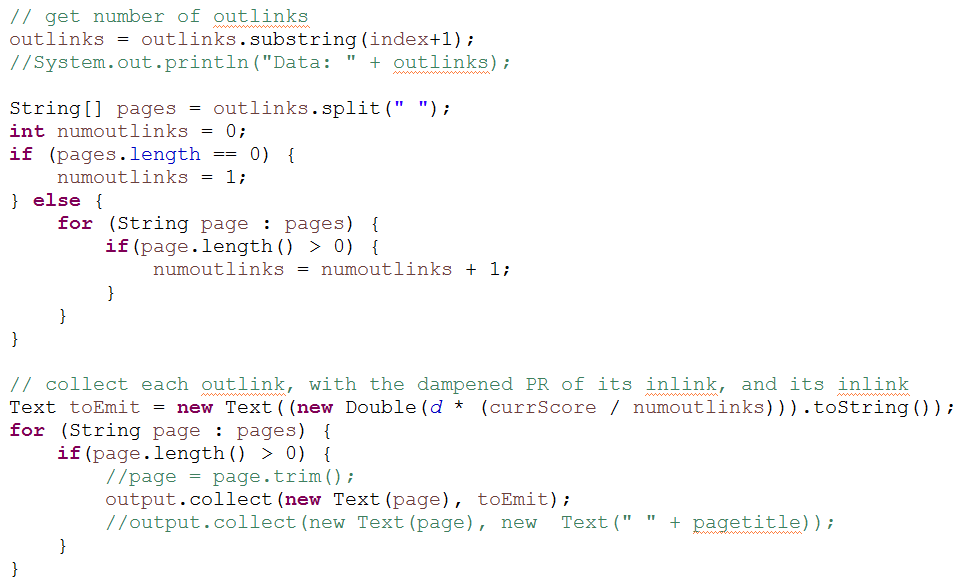 // get number of outlinks
outlinks = outlinks.substring(index+1);
//System.out.println("Data: " + outlinks);

String[] pages = outlinks.split(" ");
int numoutlinks = 0;
if (pages.length == 0) {
    numoutlinks = 1;
} else {
    for (String page : pages) {
        if(page.length() > 0) {
            numoutlinks = numoutlinks + 1;
        }
    }
}

// collect each outlink, with the dampened PR of its inlink, and its inlink
Text toEmit = new Text((new Double(d * (currScore / numoutlinks))).toString());
for (String page : pages) {
    if(page.length() > 0) {
        //page = page.trim();
        output.collect(new Text(page), toEmit);
        //output.collect(new Text(page), new  Text(" " + pagetitle));
    }
}